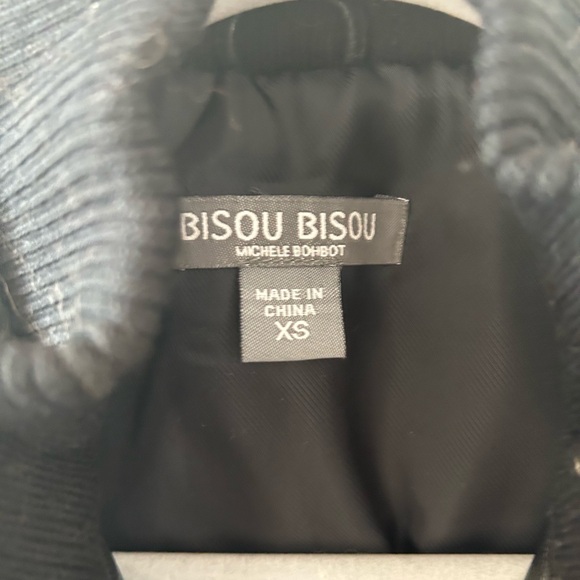 BISOU BISOU
MICHELE BOHBOT
MADE IN
CHINA
XS